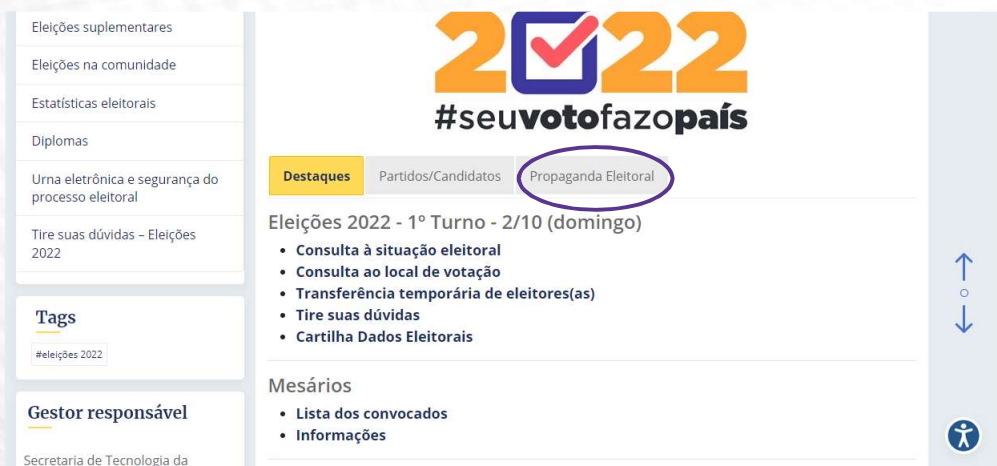 Eleições suplementares
Eleições na comunidade
Estatísticas eleitorais
Diplomas
Urna eletrônica e segurança do
processo eleitoral
Tire suas dúvidas – Eleições
2022
Tags
#eleições 2022
Gestor responsável
Secretaria de Tecnologia da
2022
#seuvotofazopaís
Destaques Partidos/Candidatos Propaganda Eleitoral
Eleições 2022 - 1º Turno - 2/10 (domingo)
• Consulta à situação eleitoral
• Consulta ao local de votação
• Transferência temporária de eleitores(as)
• Tire suas dúvidas
• Cartilha Dados Eleitorais
Mesários
• Lista dos convocados
• Informações